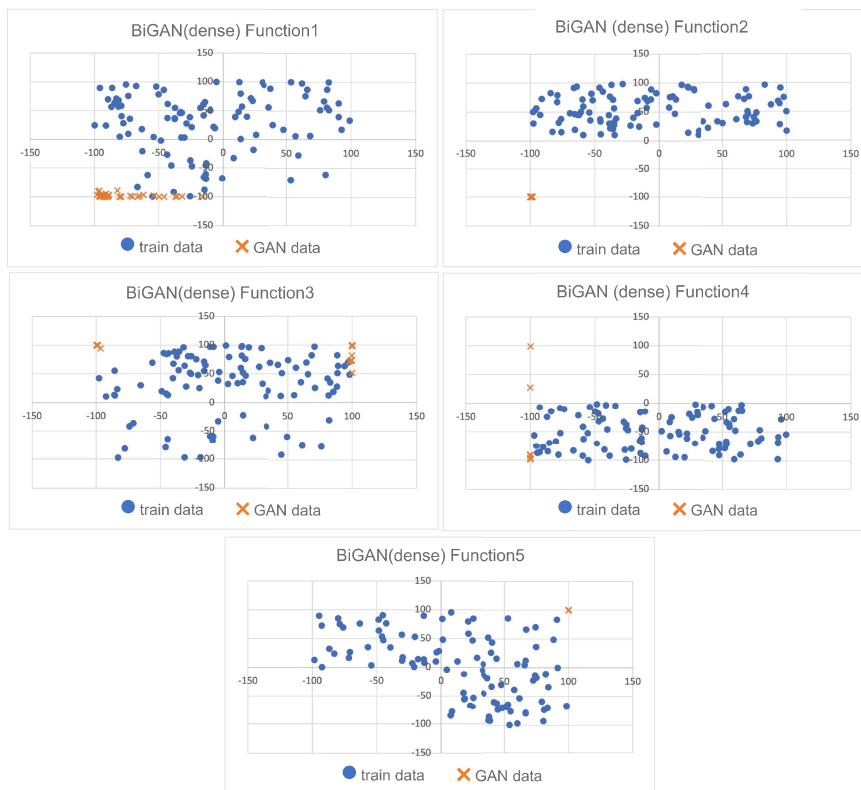 BiGAN(dense) Function1
150
100
50
0
-150 -100 -50 0 50 100 150
-50
-100
-150
train data GAN data
BiGAN (dense) Function2
150
100
50
0
-150 -100 -50 0 50 100 150
-50
-100
-150
train data GAN data
BiGAN(dense) Function3
150
100
50
0
-150 -100 -50 0 50 100 150
-50
-100
-150
train data GAN data
BiGAN (dense) Function4
150
100
50
0
-150 -100 -50 0 50 100 150
-50
-100
-150
train data GAN data
BiGAN(dense) Function5
150
100
50
0
-150 -100 -50 0 50 100 150
-50
-100
-150
train data GAN data